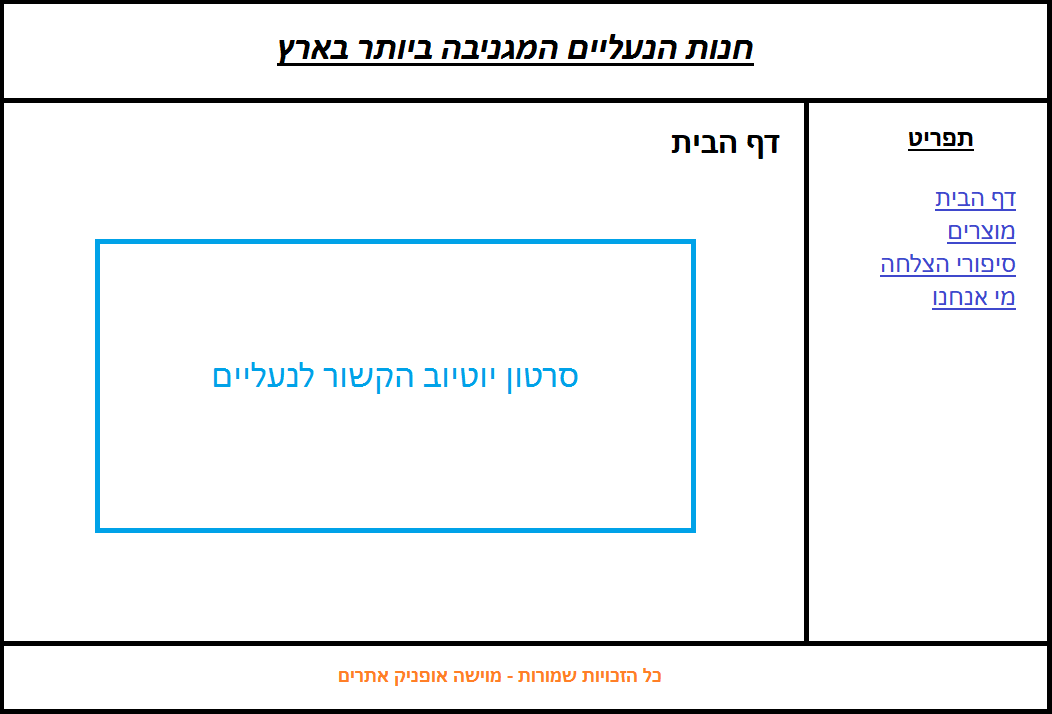 חנות הנעליים המגניבה ביותר בארץ
תפריט
דף הבית
מוצרים
סיפורי הצלחה
מי אנחנו
דף הבית
סרטון יוטיוב הקשור לנעליים
כל הזכויות שמורות - מוישה אופניק אתרים